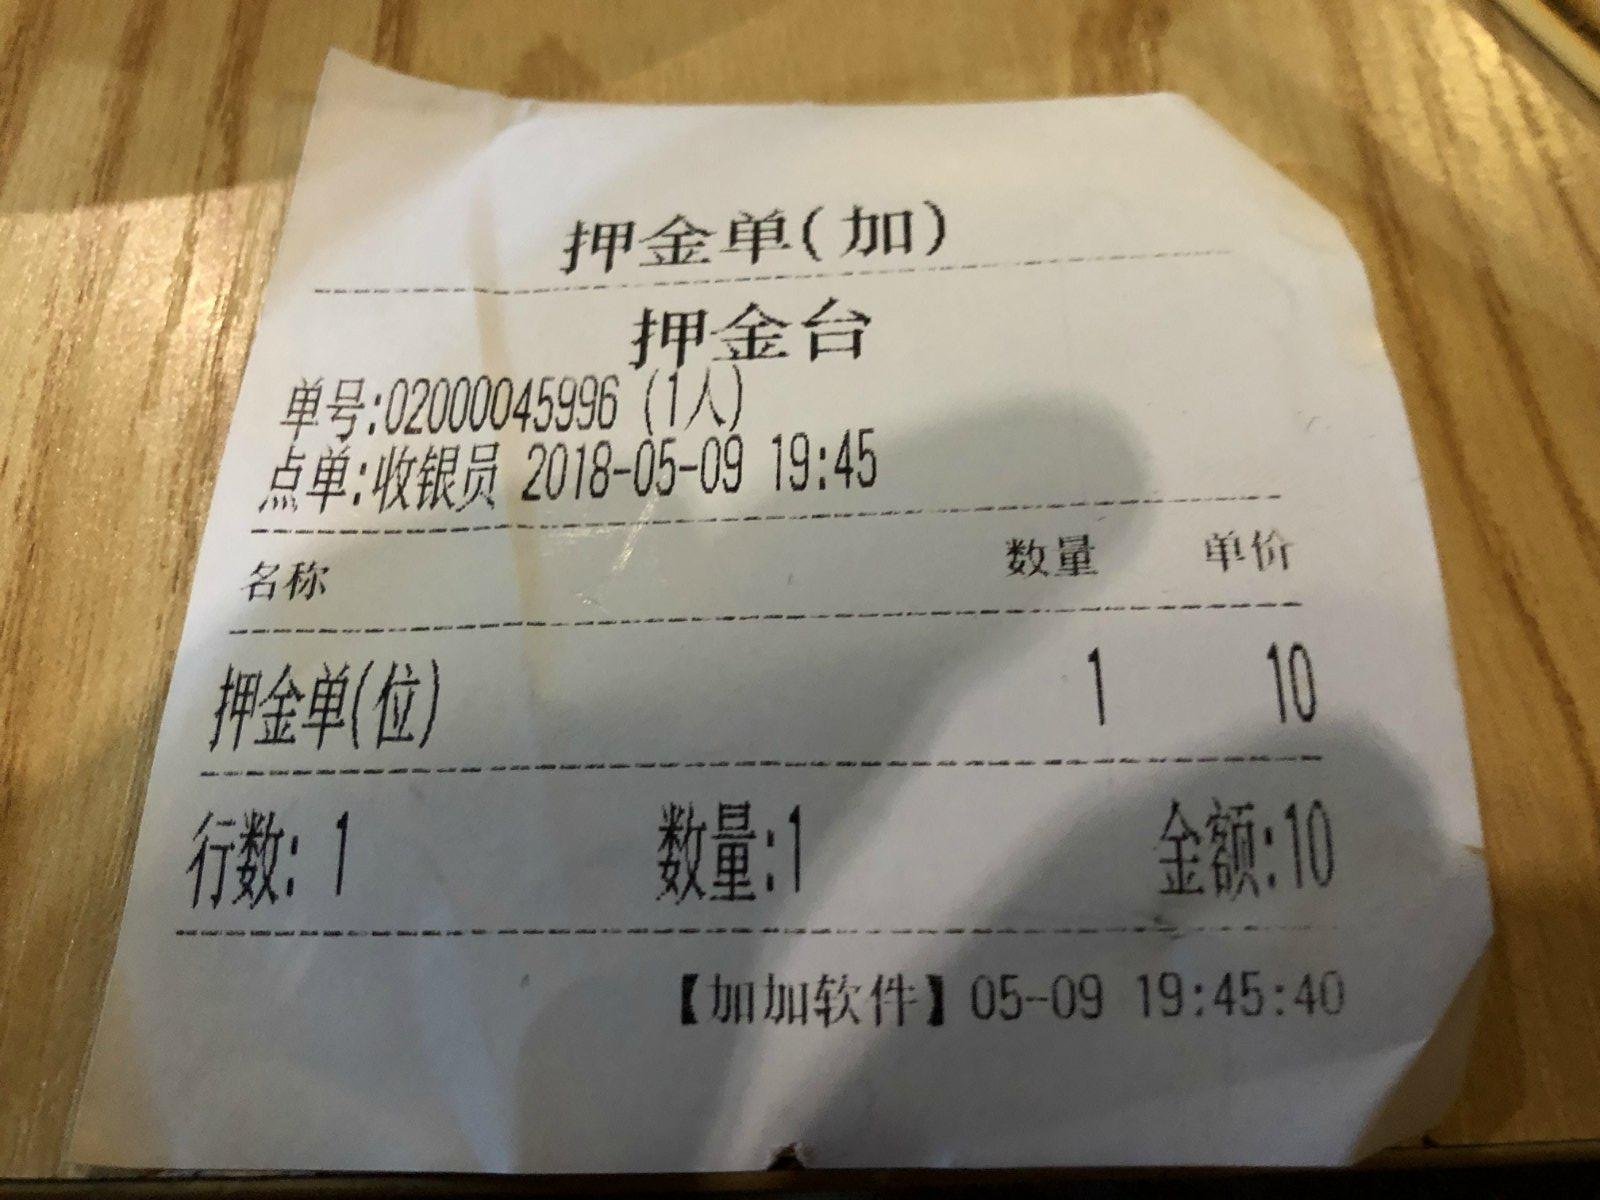 押金单(加)
押金台
单号:02000045996 (1人)
点单:收银员 2018-05-09 19:45
名称 数量 单价
押金单(位) 1 10
行数: 1 数量:1 金额:10
【加加软件】05-09 19:45:40